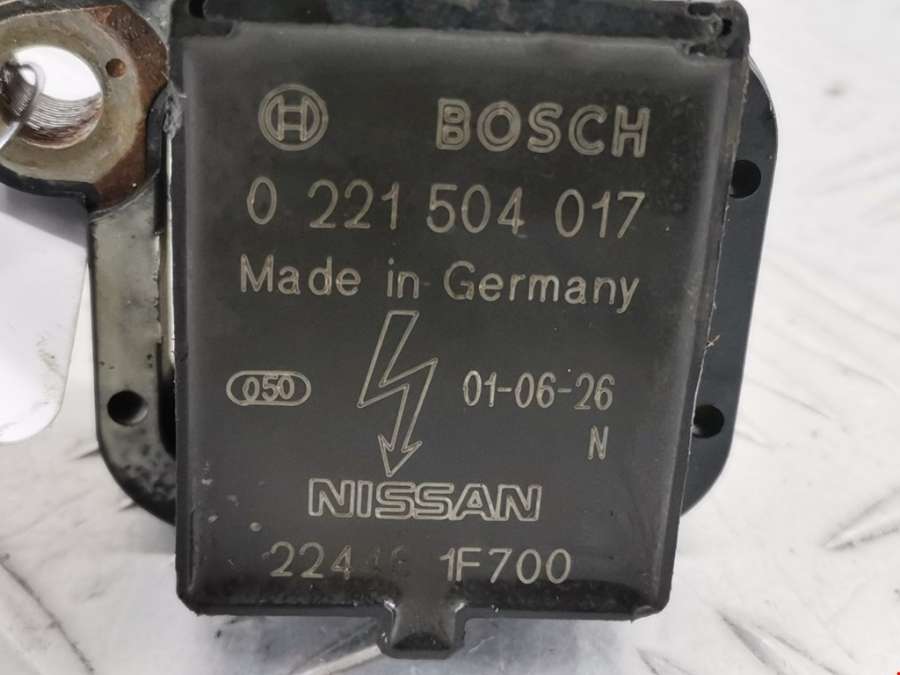 BOSCH
0 221 504 017
Made in Germany
050
01-06-26
N
NISSAN
1F700